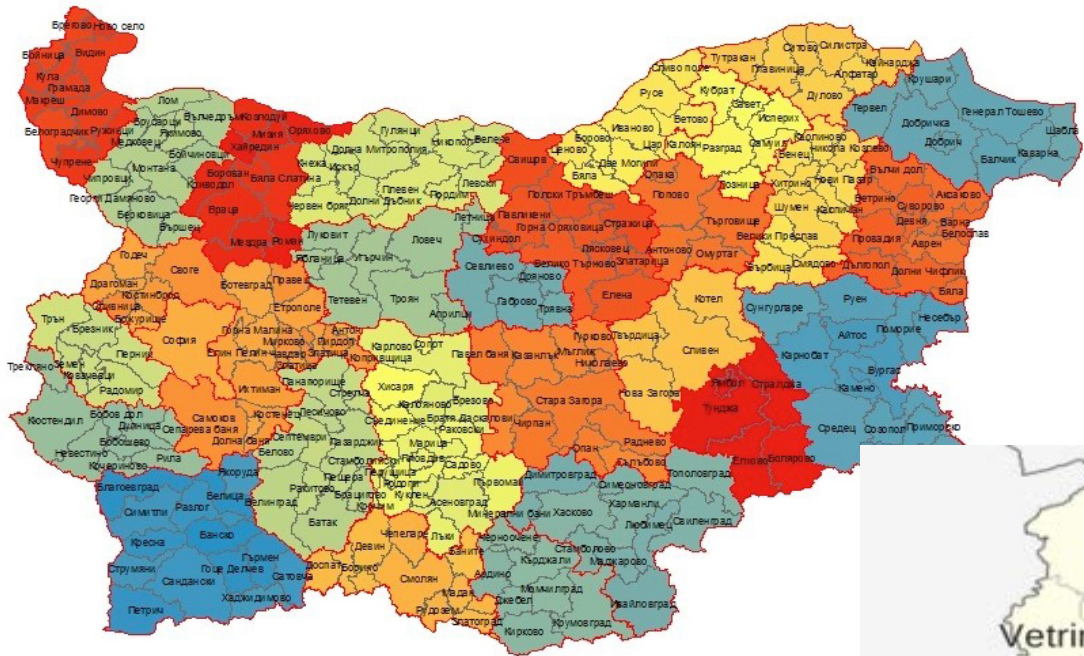 Брегово
Ново село
Бойница
Видин
Кула
Грамада
Макреш
Димово
Белоградчик
Ружинци
Чупрене
Лом
Брусарци
Вълчедръм
Якимово
Медковец
Бойчиновци
Чипровци
Монтана
Георги Дамяново
Берковица
Вършец
Козлодуй
Мизия
Оряхово
Хайредин
Борован
Бяла Слатина
Криводол
Враца
Мездра
Роман
Гулянци
Долна Митрополия
Никопол
Кнежа
Искър
Плевен
Левски
Долни Дъбник
Пордим
Червен бряг
Белене
Свищов
Летница
Луковит
Ловеч
Ябланица
Угърчин
Тетевен
Троян
Априлци
Полски Тръмбеш
Павликени
Стражица
Горна Оряховица
Сухиндол
Лясковец
Велико Търново
Златарица
Елена
Севлиево
Дряново
Габрово
Трявна
Русе
Сливо поле
Иваново
Борово
Ценово
Ветово
Две Могили
Бяла
Кубрат
Завет
Исперих
Цар Калоян
Разград
Самуил
Лозница
Тутракан
Ситово
Силистра
Главиница
Алфатар
Кайнарджа
Дулово
Крушари
Тервел
Генерал Тошево
Добричка
Шабла
Добрич
Балчик
Каварна
Опака
Попово
Търговище
Антоново
Омуртаг
Каолиново
Никола Козлево
Венец
Хитрино
Нови Пазар
Шумен
Каспичан
Велики Преслав
Върбица
Смядово
Вълчи дол
Ветрино
Аксаково
Суворово
Девня
Варна
Белослав
Провадия
Аврен
Дългопол
Долни Чифлик
Бяла
Годеч
Своге
Драгоман
Костинброд
Сливница
Божурище
София
Ботевград
Правец
Етрополе
Горна Малина
Мирково
Антон
Пирдоп
Чавдар
Златица
Елин Пелин
Златица
Копривщица
Ихтиман
Самоков
Костенец
Долна баня
Трън
Брезник
Земен
Перник
Ковачевци
Радомир
Трекляно
Кюстендил
Бобов дол
Дупница
Сепарева баня
Невестино
Бобошево
Кочериново
Рила
Благоевград
Якоруда
Симитли
Разлог
Белица
Кресна
Банско
Струмяни
Гоце Делчев
Гърмен
Сатовча
Сандански
Петрич
Хаджидимово
Панагюрище
Стрелча
Лесичово
Септември
Пазарджик
Белово
Пещера
Велинград
Ракитово
Брацигово
Батак
Карлово
Сопот
Хисаря
Калояново
Брезово
Съединение
Раковски
Марица
Пловдив
Стамболийски
Перущица
Родопи
Садово
Първомай
Кричим
Куклен
Асеновград
Лъки
Павел баня
Казанлък
Мъглиж
Гурково
Николаево
Стара Загора
Братя Даскалови
Чирпан
Опан
Раднево
Гълъбово
Твърдица
Котел
Сливен
Нова Загора
Ямбол
Стралджа
Тунджа
Елхово
Болярово
Сунгурларе
Руен
Несебър
Айтос
Поморие
Карнобат
Бургас
Камено
Средец
Созопол
Приморско
Димитровград
Симеоновград
Тополовград
Минерални бани
Хасково
Харманли
Любимец
Свиленград
Стамболово
Маджарово
Ивайловград
Черноочене
Кърджали
Ардино
Момчилград
Джебел
Кирково
Крумовград
Девин
Чепеларе
Доспат
Борино
Баните
Смолян
Мадан
Рудозем
Златоград
Vetrin